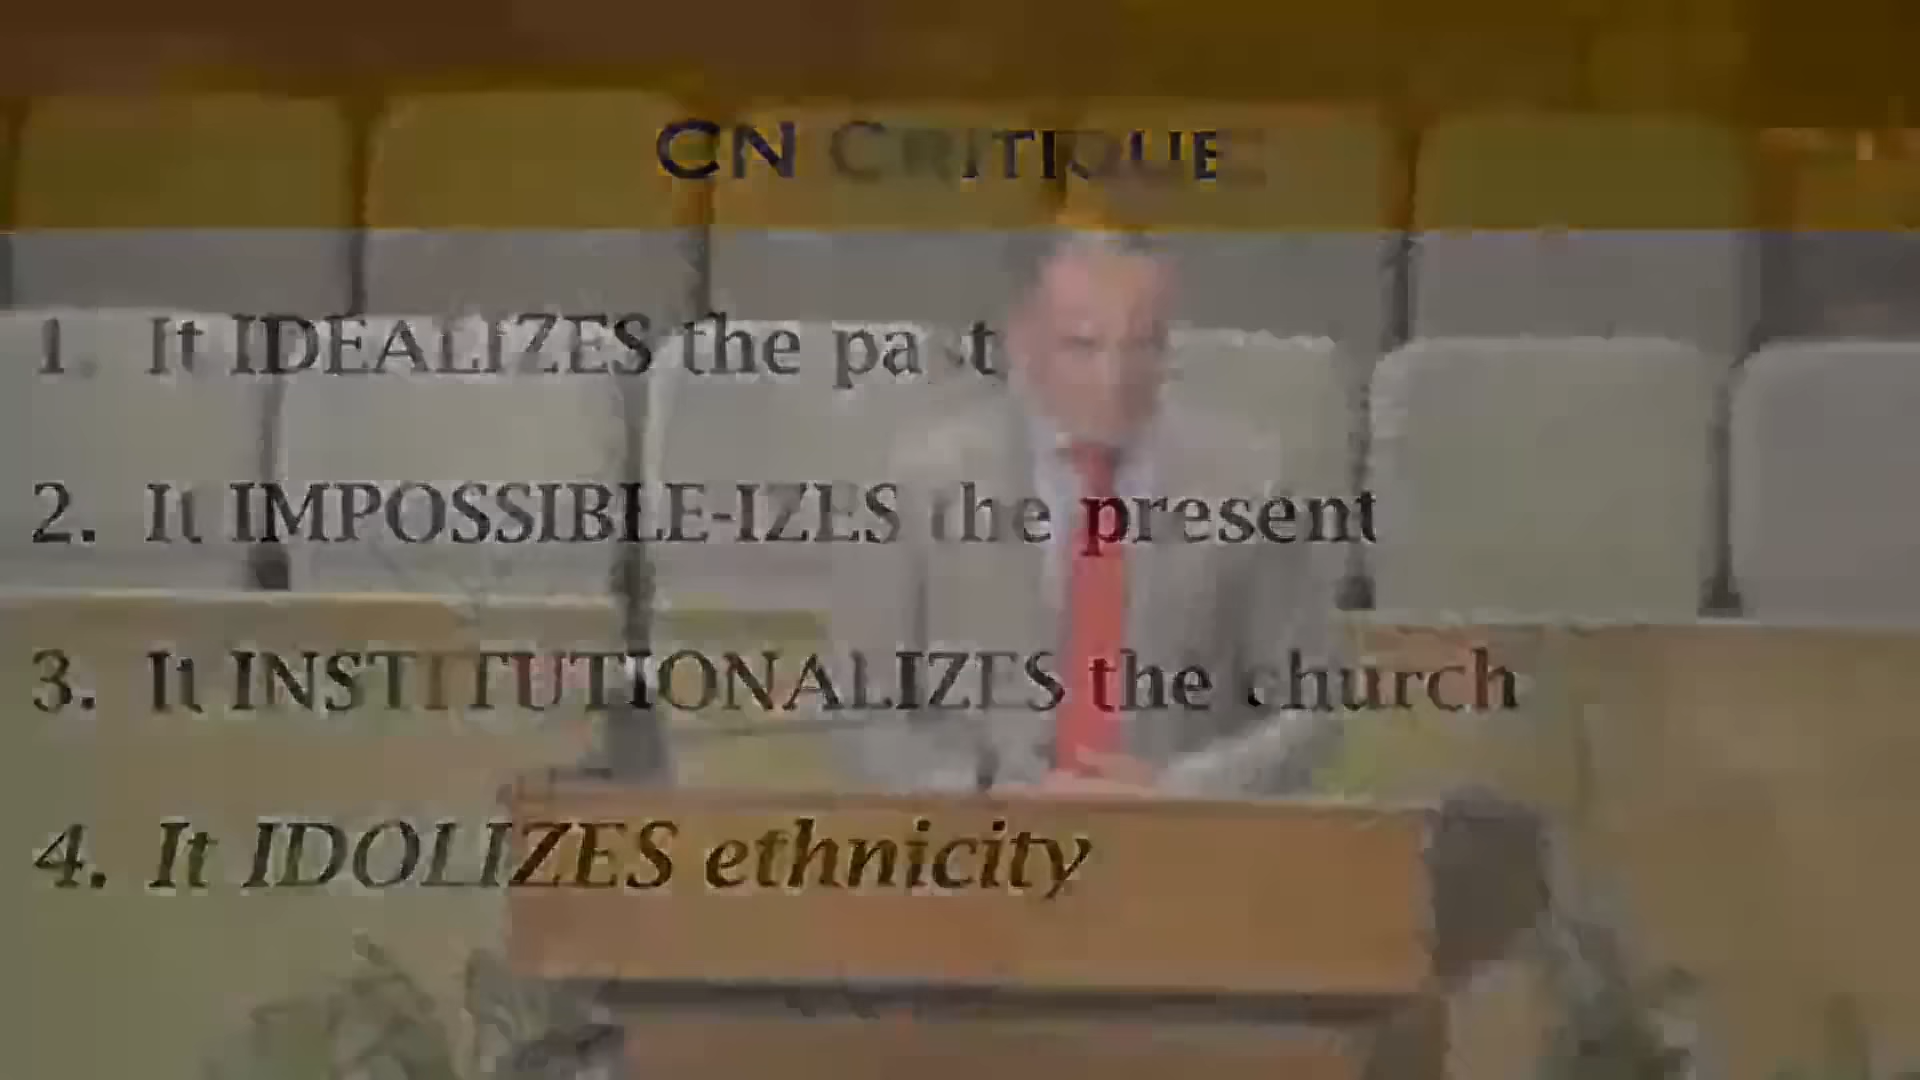 CN CRITIQUE
1. It IDEALIZES the past
2. It IMPOSSIBLE-IZES the present
3. It INSTITUTIONALIZES the church
4. It IDOLIZES ethnicity